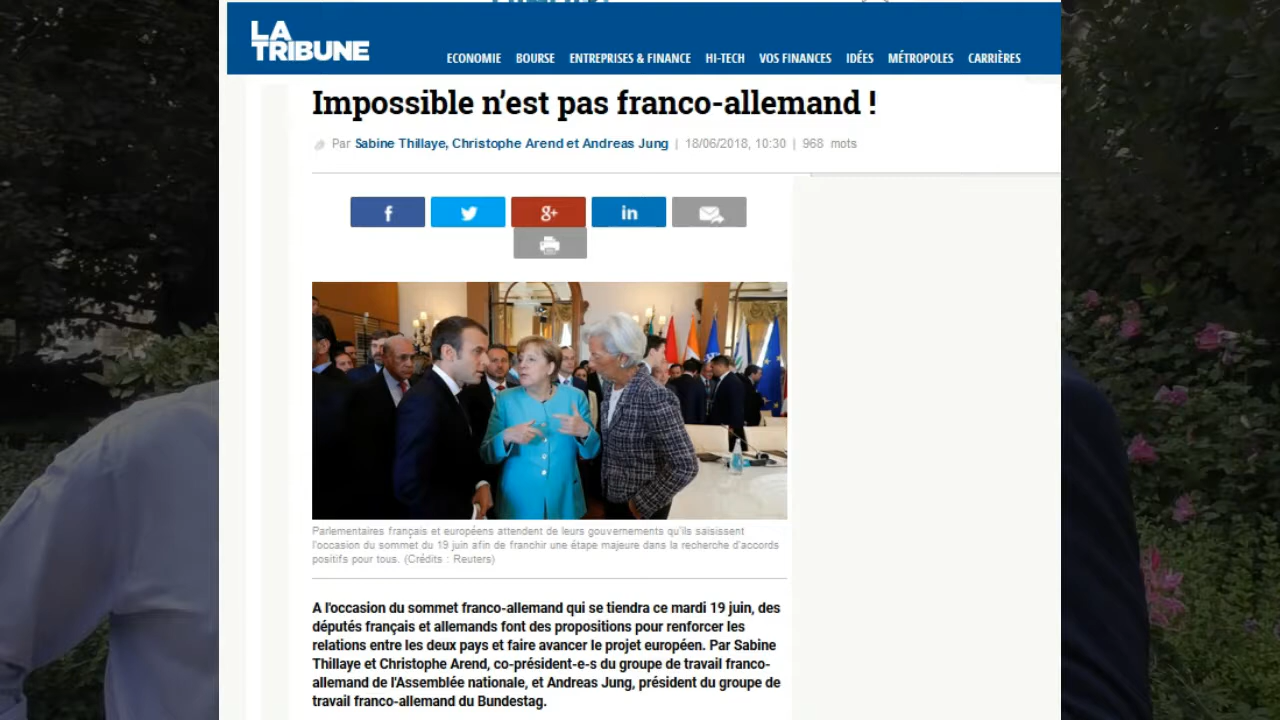 LA
TRIBUNE
ECONOMIE BOURSE ENTREPRISES & FINANCE HI-TECH VOS FINANCES IDÉES MÉTROPOLES CARRIÈRES
Impossible n'est pas franco-allemand !
Par Sabine Thillaye, Christophe Arend et Andreas Jung | 18/06/2018, 10:30 | 968 mots
f g+ in
Parlementaires français et européens attendent de leurs gouvernements qu'ils saisissent
l'occasion du sommet du 19 juin afin de franchir une étape majeure dans la recherche d'accords
positifs pour tous. (Crédits : Reuters)
A l'occasion du sommet franco-allemand qui se tiendra ce mardi 19 juin, des
députés français et allemands font des propositions pour renforcer les
relations entre les deux pays et faire avancer le projet européen. Par Sabine
Thillaye et Christophe Arend, co-président-e-s du groupe de travail franco-
allemand de l'Assemblée nationale, et Andreas Jung, président du groupe de
travail franco-allemand du Bundestag.